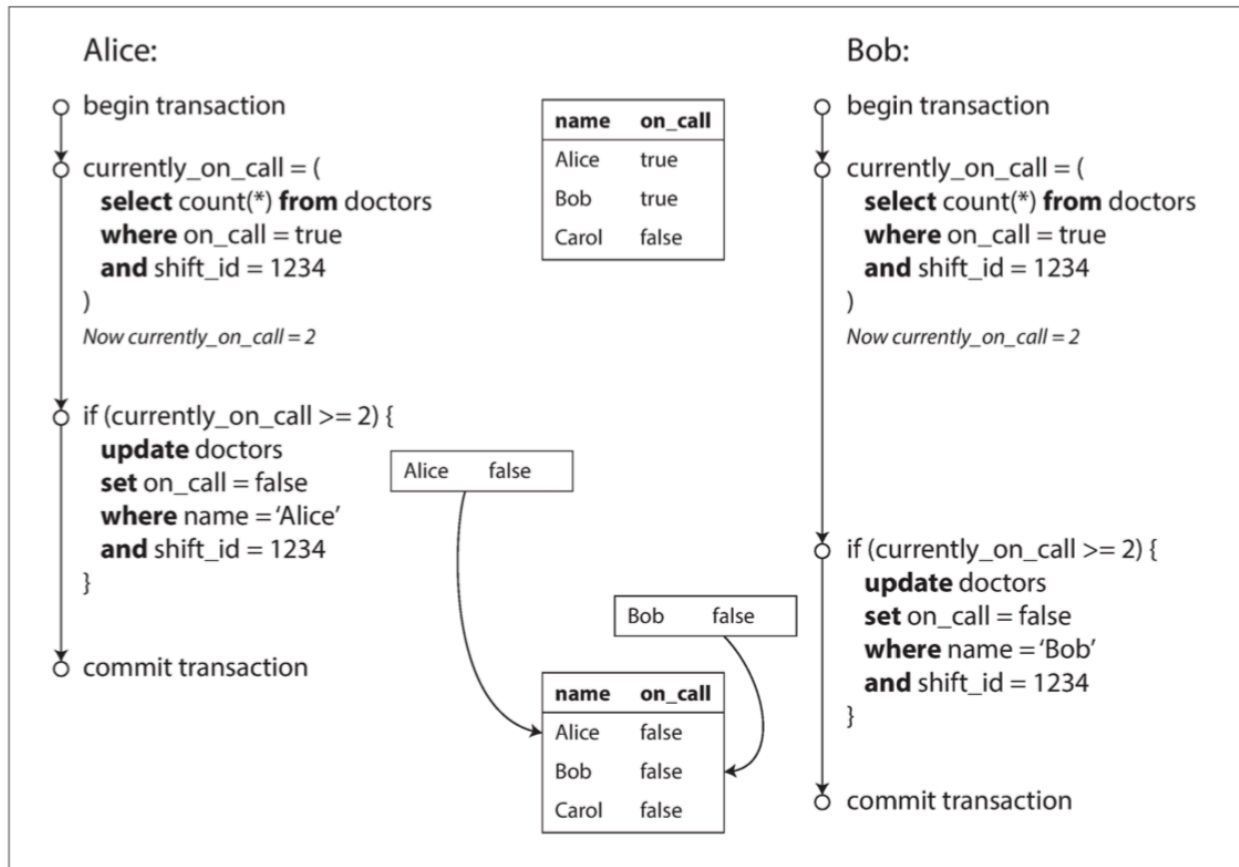 Alice:
begin transaction
currently_on_call = (
select count(*) from doctors
where on_call = true
and shift_id = 1234
)
Now currently_on_call = 2
if (currently_on_call >= 2) {
update doctors
set on_call = false
where name = ‘Alice’
and shift_id = 1234
}
commit transaction
name on_call
Alice true
Bob true
Carol false
Alice false
Bob false
name on_call
Alice false
Bob false
Carol false
Bob:
begin transaction
currently_on_call = (
select count(*) from doctors
where on_call = true
and shift_id = 1234
)
Now currently_on_call = 2
if (currently_on_call >= 2) {
update doctors
set on_call = false
where name = ‘Bob’
and shift_id = 1234
}
commit transaction